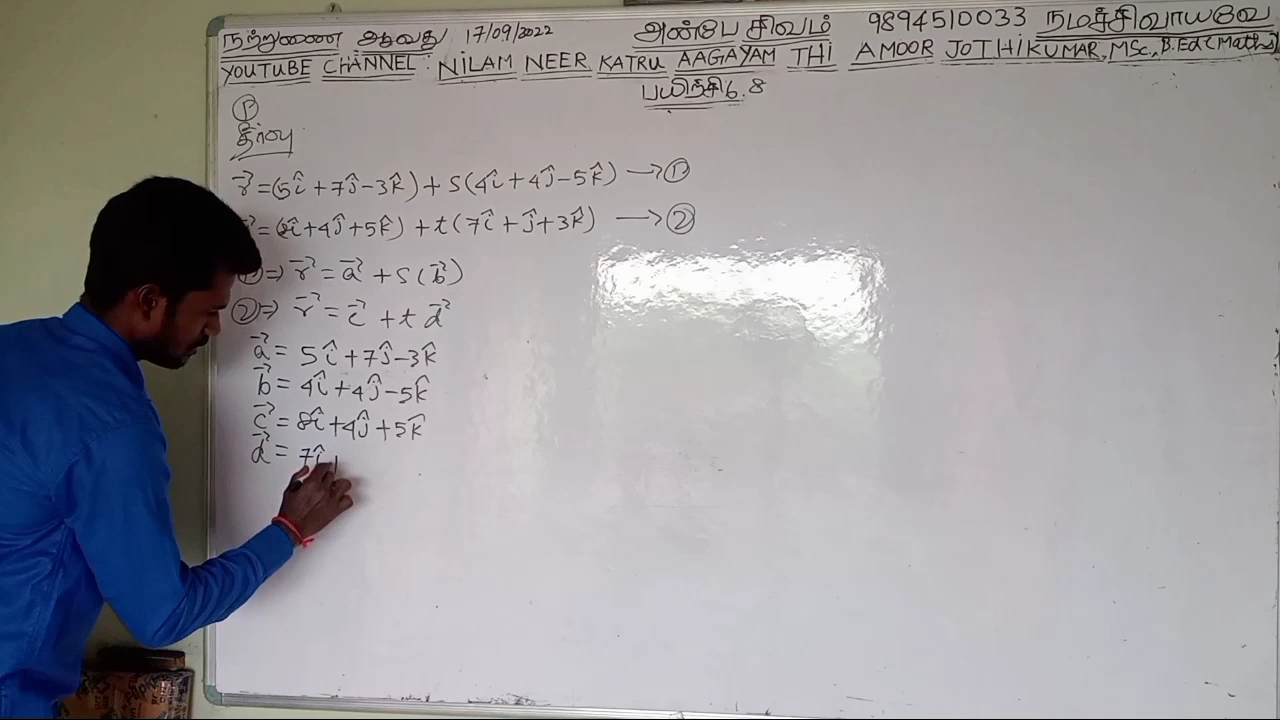 நற்றுணை ஆவது 17/09/2022 அன்பே சிவம் 9894510033 நமச்சிவாயவே
YOUTUBE CHANNEL : NILAM NEER KATRU AAGAYAM THI AMOOR JOTHIKUMAR, MSc., B.Ed (Maths)
பயிற்சி 6.8
①
தீர்வு
r⃗ = (5î + 7ĵ - 3k̂) + s(4î + 4ĵ - 5k̂) → ①
= (8î + 4ĵ + 5k̂) + t(7î + ĵ + 3k̂) → ②
① ⇒ r⃗ = a⃗ + s(b⃗)
② ⇒ r⃗ = c⃗ + t d⃗
a⃗ = 5î + 7ĵ - 3k̂
b⃗ = 4î + 4ĵ - 5k̂
c⃗ = 8î + 4ĵ + 5k̂
d⃗ = 7î